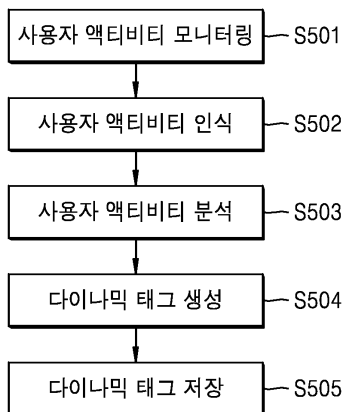 사용자 액티비티 모니터링 S501
사용자 액티비티 인식 S502
사용자 액티비티 분석 S503
다이나믹 태그 생성 S504
다이나믹 태그 저장 S505